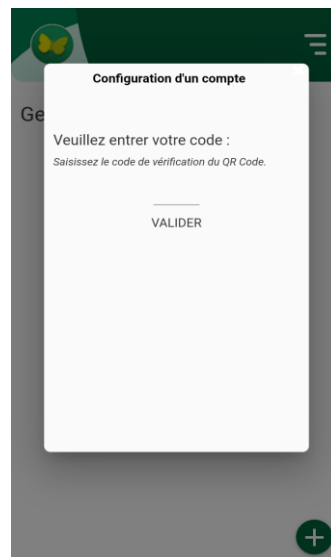 Configuration d'un compte
Ge
Veuillez entrer votre code :
Saisissez le code de vérification du QR Code.
VALIDER